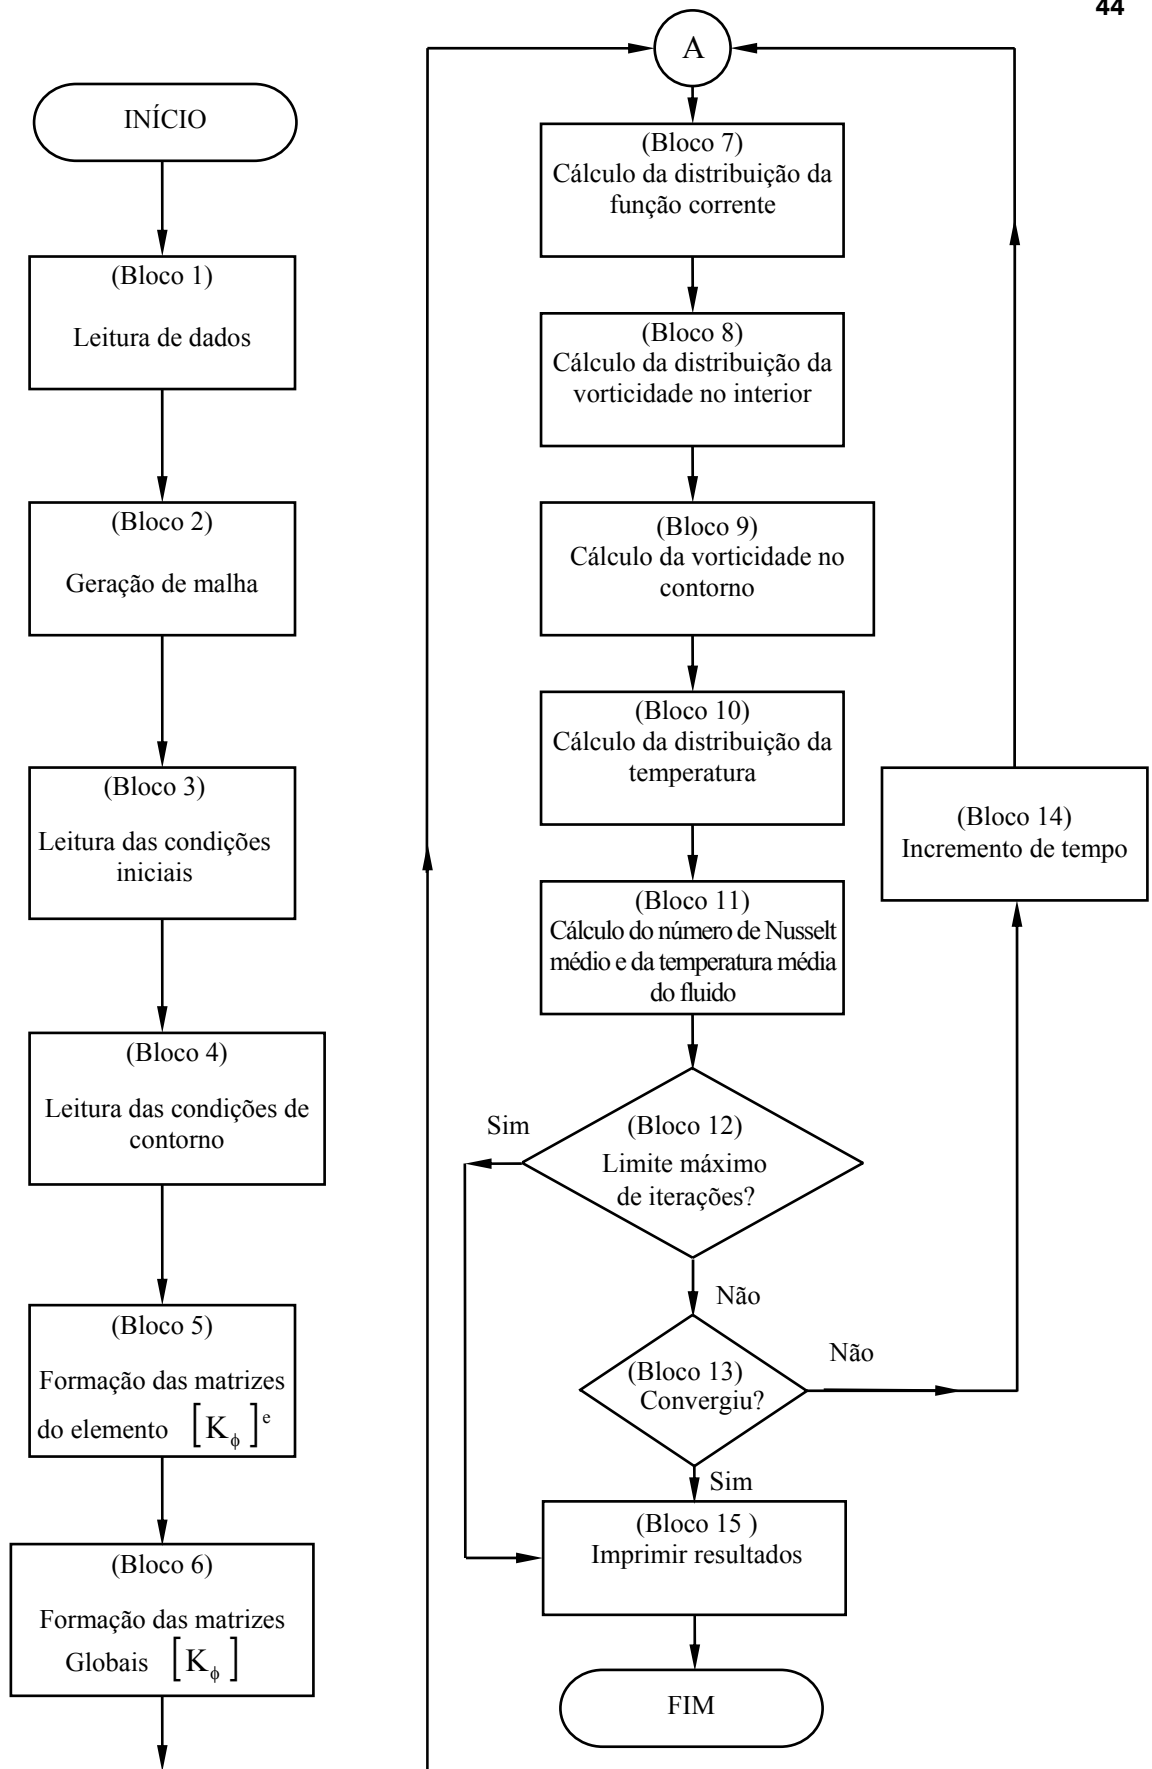 44
INÍCIO
(Bloco 1)
Leitura de dados
(Bloco 2)
Geração de malha
(Bloco 3)
Leitura das condições
iniciais
(Bloco 4)
Leitura das condições de
contorno
(Bloco 5)
Formação das matrizes
do elemento [K_ϕ]^e
(Bloco 6)
Formação das matrizes
Globais [K_ϕ]
A
(Bloco 7)
Cálculo da distribuição da
função corrente
(Bloco 8)
Cálculo da distribuição da
vorticidade no interior
(Bloco 9)
Cálculo da vorticidade no
contorno
(Bloco 10)
Cálculo da distribuição da
temperatura
(Bloco 11)
Cálculo do número de Nusselt
médio e da temperatura média
do fluido
(Bloco 12)
Limite máximo
de iterações?
Sim
Não
(Bloco 13)
Convergiu?
Não
Sim
(Bloco 14)
Incremento de tempo
(Bloco 15 )
Imprimir resultados
FIM